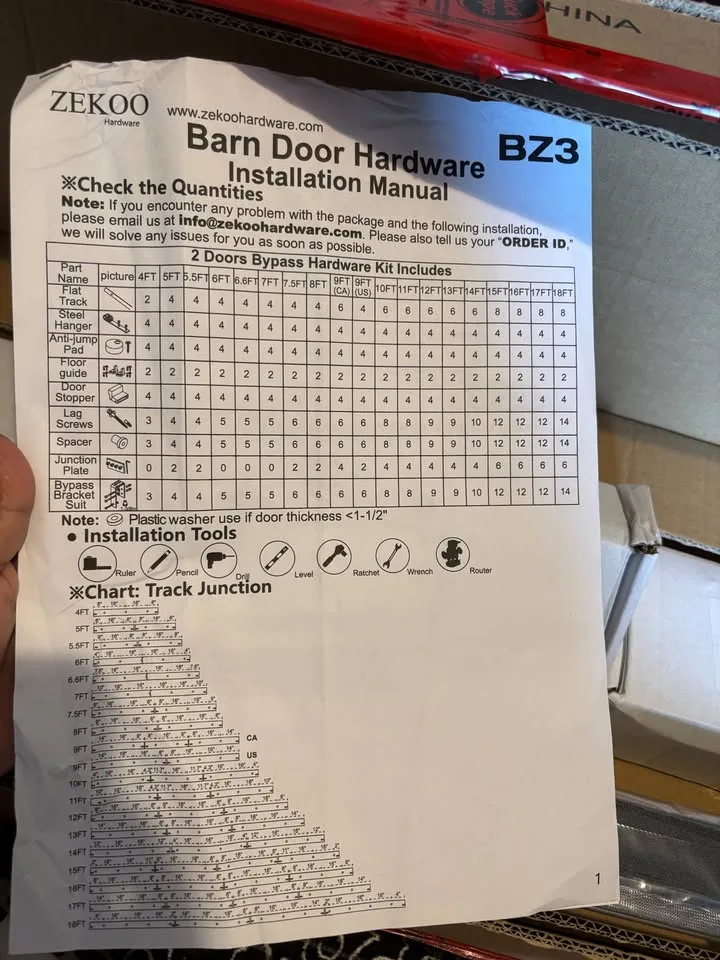 HINA
ZEKOO
Hardware
www.zekoohardware.com
BZ3
Barn Door Hardware
Installation Manual
※Check the Quantities
Note: If you encounter any problem with the package and the following installation,
please email us at info@zekoohardware.com. Please also tell us your “ORDER ID,”
we will solve any issues for you as soon as possible.
2 Doors Bypass Hardware Kit Includes
Part Name picture 4FT 5FT 5.5FT 6FT 6.6FT 7FT 7.5FT 8FT 9FT (CA) 9FT (US) 10FT 11FT 12FT 13FT 14FT 15FT 16FT 17FT 18FT
Flat Track 2 4 4 4 4 4 4 4 6 4 6 6 6 6 6 8 8 8 8
Steel Hanger 4 4 4 4 4 4 4 4 4 4 4 4 4 4 4 4 4 4 4
Anti-jump Pad 4 4 4 4 4 4 4 4 4 4 4 4 4 4 4 4 4 4 4
Floor guide 2 2 2 2 2 2 2 2 2 2 2 2 2 2 2 2 2 2 2
Door Stopper 4 4 4 4 4 4 4 4 4 4 4 4 4 4 4 4 4 4 4
Lag Screws 3 4 4 5 5 5 6 6 6 6 8 8 9 9 10 12 12 12 14
Spacer 3 4 4 5 5 5 6 6 6 6 8 8 9 9 10 12 12 12 14
Junction Plate 0 2 2 0 0 0 2 2 4 2 4 4 4 4 4 6 6 6 6
Bypass Bracket Suit 3 4 4 5 5 5 6 6 6 6 8 8 9 9 10 12 12 12 14
Note: Plastic washer use if door thickness <1-1/2"
• Installation Tools
Ruler Pencil Drill Level Ratchet Wrench Router
※Chart: Track Junction
4FT
5FT
5.5FT
6FT
6.6FT
7FT
7.5FT
8FT
9FT CA
9FT US
10FT
11FT
12FT
13FT
14FT
15FT
16FT
17FT
18FT
1